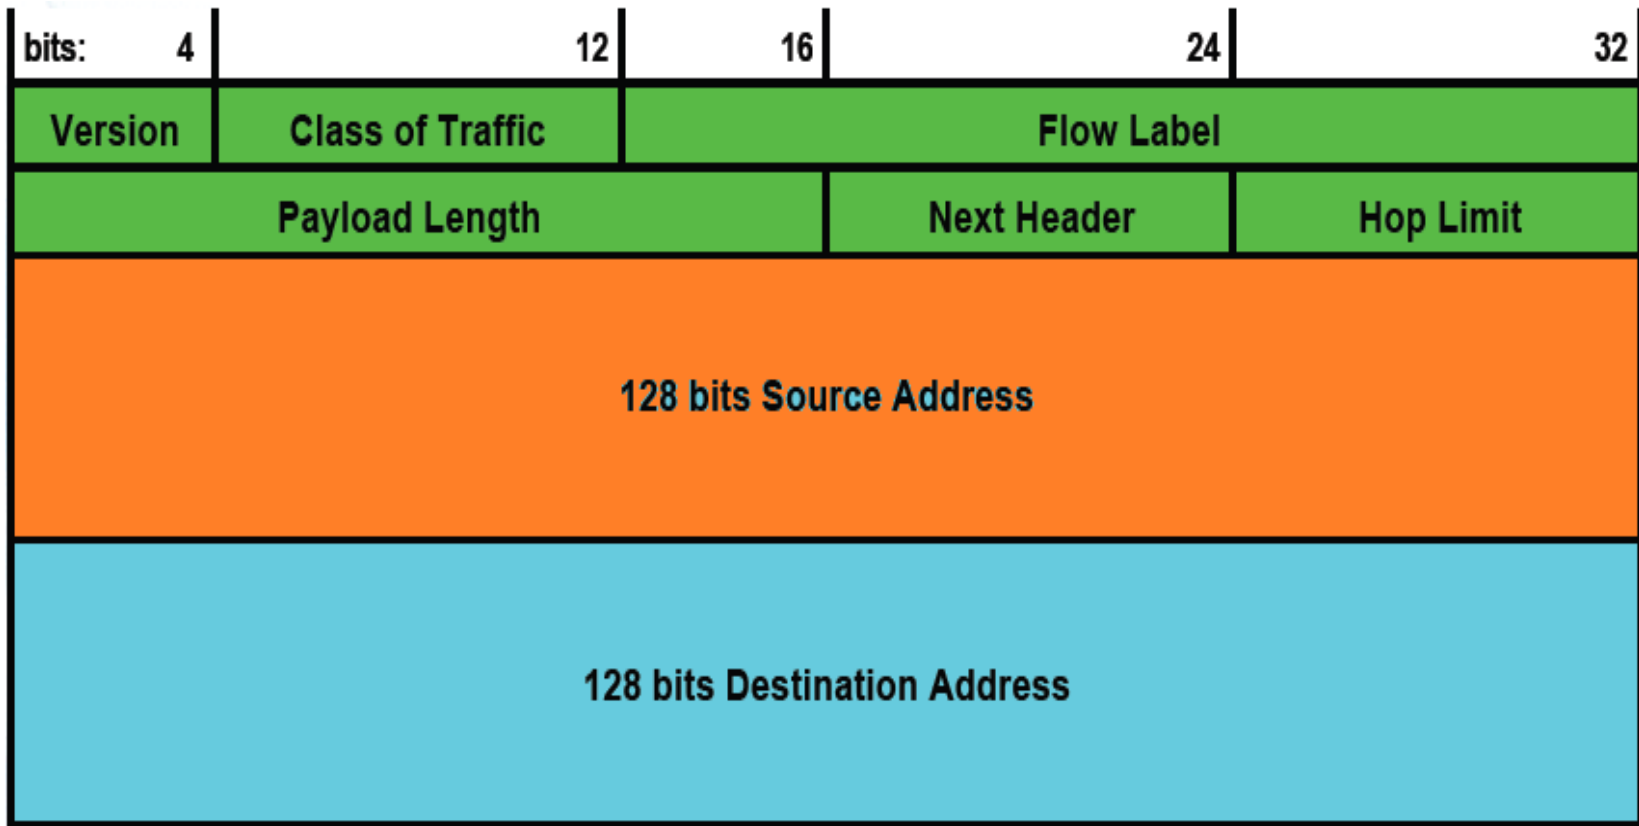 bits: 4 12 16 24 32
Version Class of Traffic Flow Label
Payload Length Next Header Hop Limit
128 bits Source Address
128 bits Destination Address